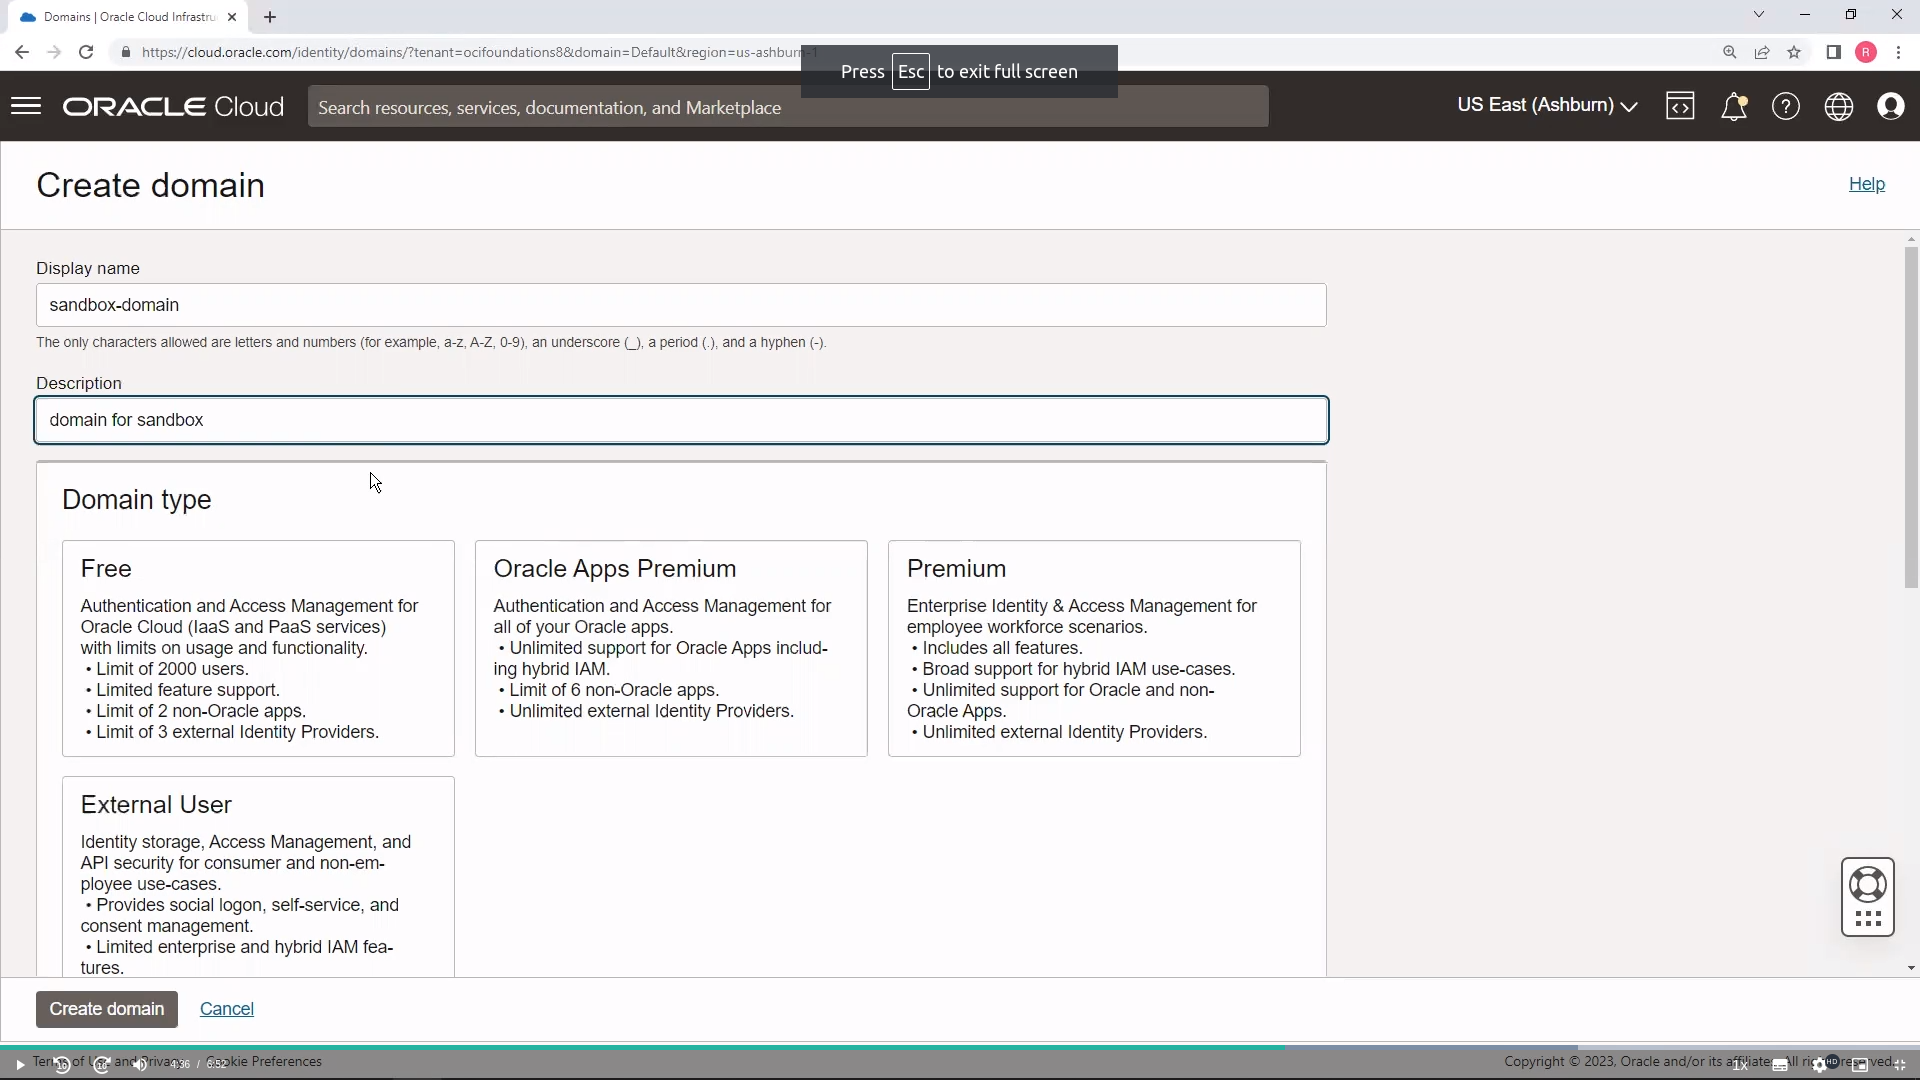 Domains | Oracle Cloud Infrastru
https://cloud.oracle.com/identity/domains/?tenant=ocifoundations8&domain=Default&region=us-ashburn-1
R
Press Esc to exit full screen
ORACLE Cloud
Search resources, services, documentation, and Marketplace
US East (Ashburn)
Create domain
Help
Display name
sandbox-domain
The only characters allowed are letters and numbers (for example, a-z, A-Z, 0-9), an underscore (_), a period (.), and a hyphen (-).
Description
domain for sandbox
Domain type
Free
Authentication and Access Management for
Oracle Cloud (IaaS and PaaS services)
with limits on usage and functionality.
• Limit of 2000 users.
• Limited feature support.
• Limit of 2 non-Oracle apps.
• Limit of 3 external Identity Providers.
Oracle Apps Premium
Authentication and Access Management for
all of your Oracle apps.
• Unlimited support for Oracle Apps includ-
ing hybrid IAM.
• Limit of 6 non-Oracle apps.
• Unlimited external Identity Providers.
Premium
Enterprise Identity & Access Management for
employee workforce scenarios.
• Includes all features.
• Broad support for hybrid IAM use-cases.
• Unlimited support for Oracle and non-
Oracle Apps.
• Unlimited external Identity Providers.
External User
Identity storage, Access Management, and
API security for consumer and non-em-
ployee use-cases.
• Provides social logon, self-service, and
consent management.
• Limited enterprise and hybrid IAM fea-
tures.
Create domain
Cancel
Terms of Use and Privacy Cookie Preferences
4:36 / 6:52
Copyright © 2023, Oracle and/or its affiliates. All rights reserved.
1x
HD